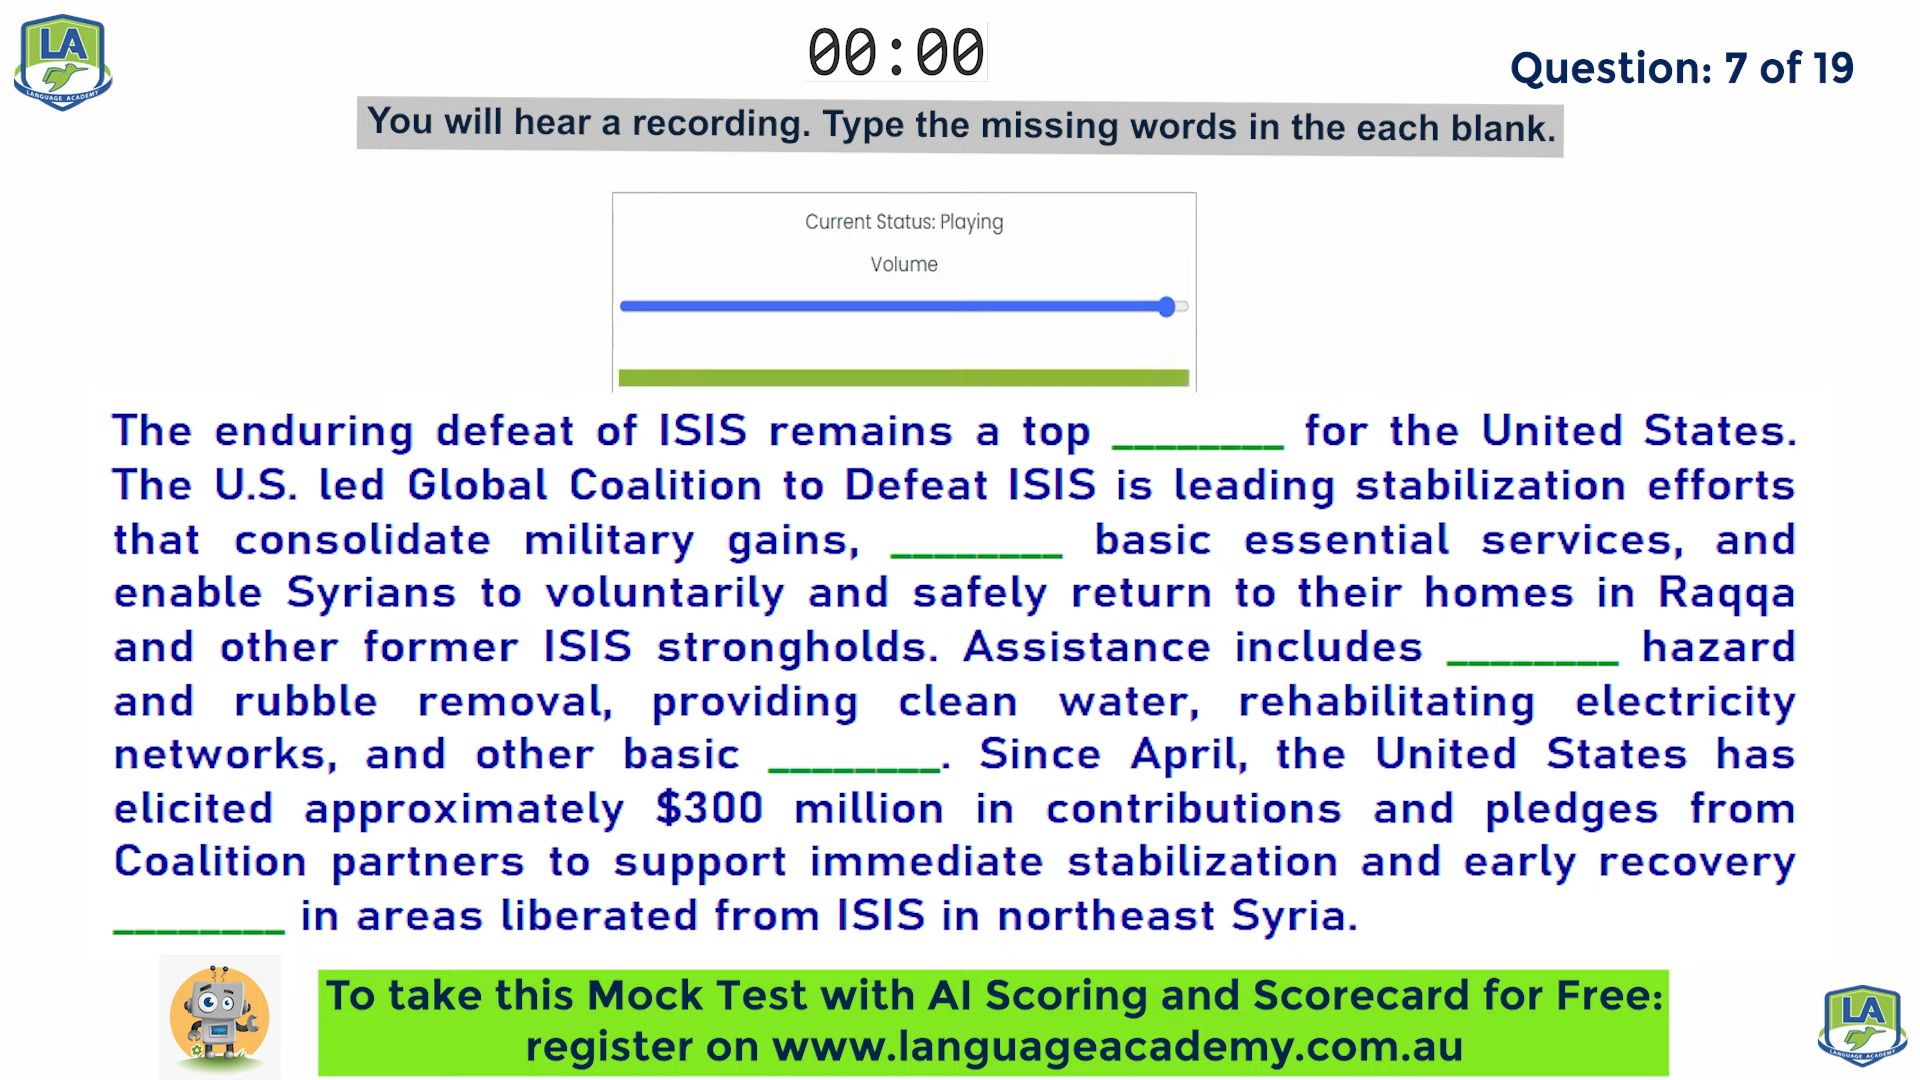 LA
LANGUAGE ACADEMY
00:00
Question: 7 of 19
You will hear a recording. Type the missing words in the each blank.
Current Status: Playing
Volume
The enduring defeat of ISIS remains a top ________ for the United States.
The U.S. led Global Coalition to Defeat ISIS is leading stabilization efforts
that consolidate military gains, ________ basic essential services, and
enable Syrians to voluntarily and safely return to their homes in Raqqa
and other former ISIS strongholds. Assistance includes ________ hazard
and rubble removal, providing clean water, rehabilitating electricity
networks, and other basic ________. Since April, the United States has
elicited approximately $300 million in contributions and pledges from
Coalition partners to support immediate stabilization and early recovery
________ in areas liberated from ISIS in northeast Syria.
To take this Mock Test with AI Scoring and Scorecard for Free:
register on www.languageacademy.com.au
LA
LANGUAGE ACADEMY